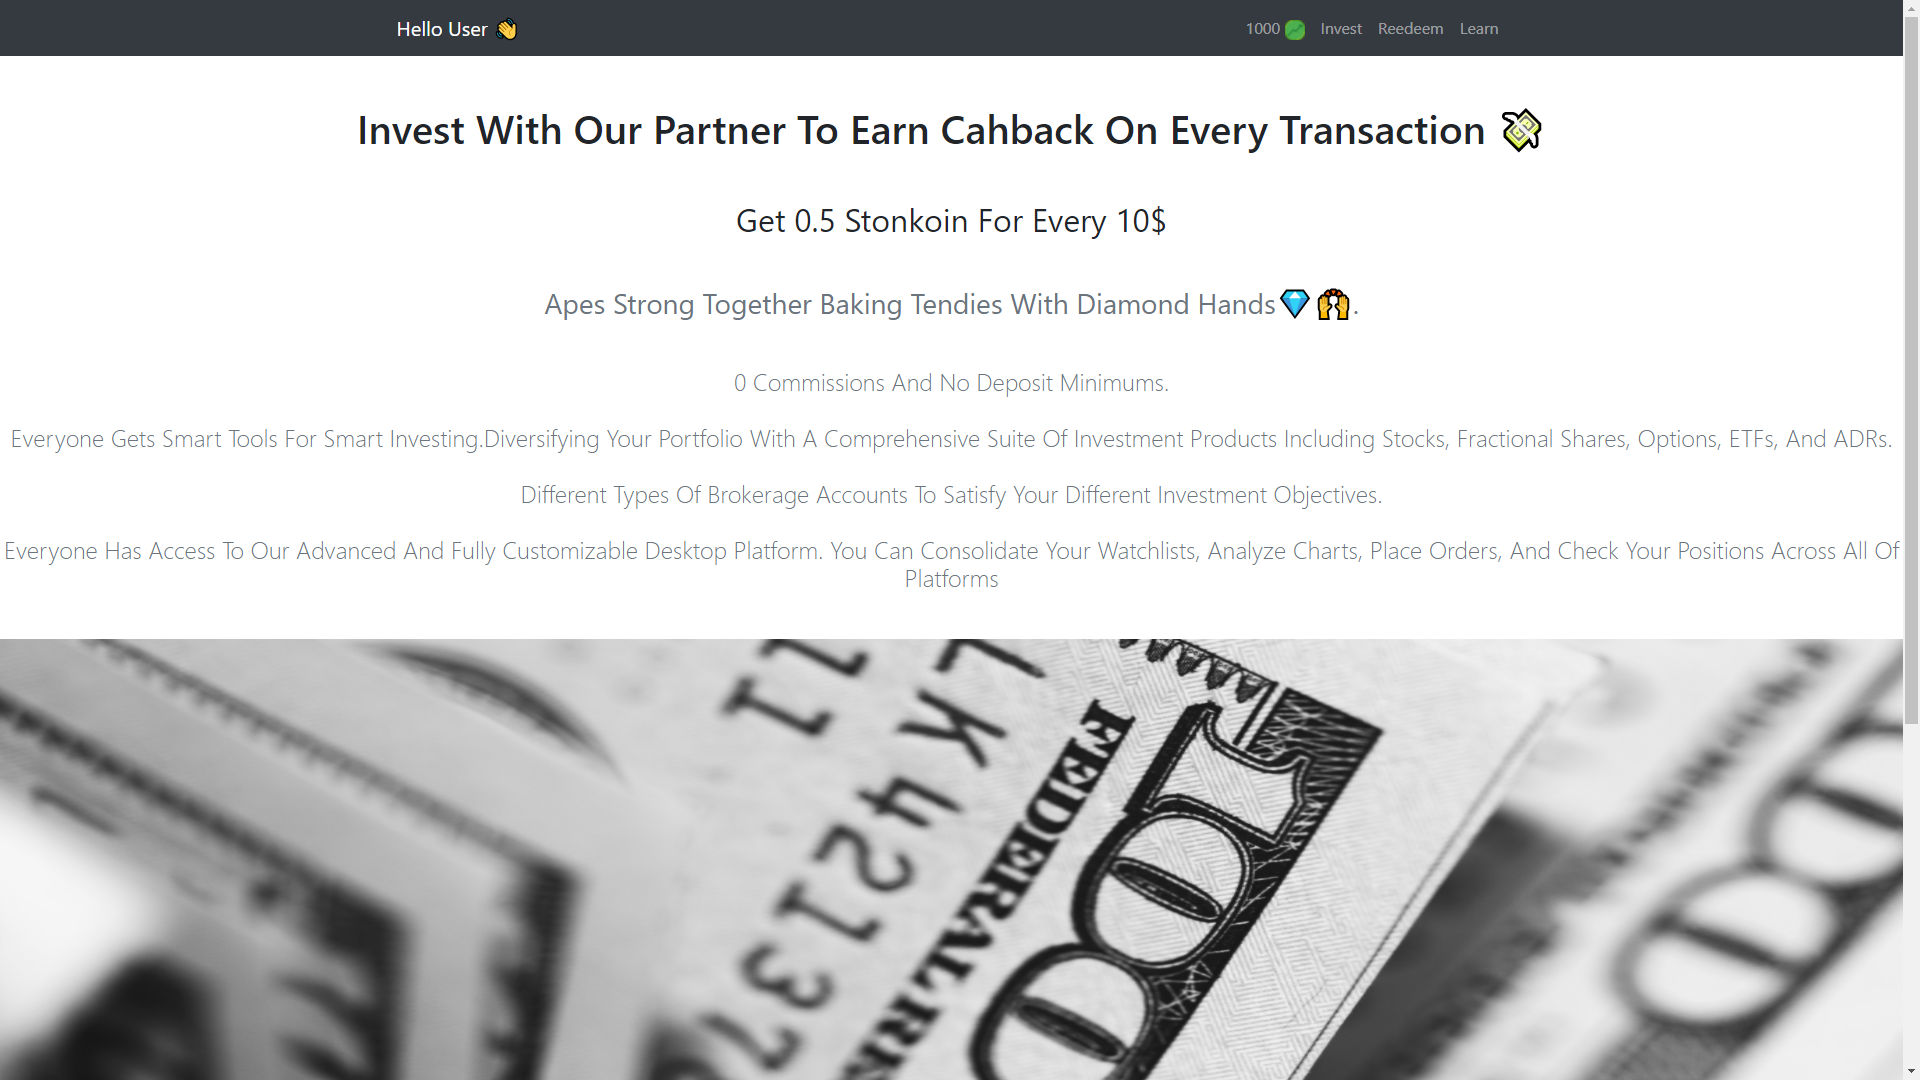 Hello User 👋 1000 Invest Reedeem Learn
Invest With Our Partner To Earn Cahback On Every Transaction 💸
Get 0.5 Stonkoin For Every 10$
Apes Strong Together Baking Tendies With Diamond Hands💎🙌.
0 Commissions And No Deposit Minimums.
Everyone Gets Smart Tools For Smart Investing.Diversifying Your Portfolio With A Comprehensive Suite Of Investment Products Including Stocks, Fractional Shares, Options, ETFs, And ADRs.
Different Types Of Brokerage Accounts To Satisfy Your Different Investment Objectives.
Everyone Has Access To Our Advanced And Fully Customizable Desktop Platform. You Can Consolidate Your Watchlists, Analyze Charts, Place Orders, And Check Your Positions Across All Of
Platforms
FEDERAL
100